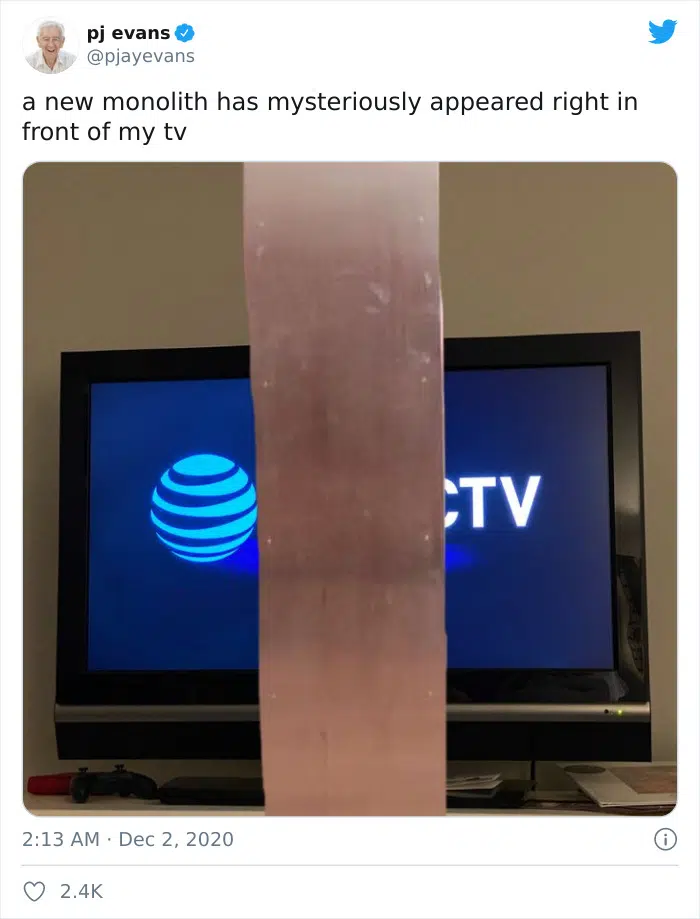 pj evans
@pjayevans
a new monolith has mysteriously appeared right in
front of my tv
CTV
2:13 AM · Dec 2, 2020
2.4K